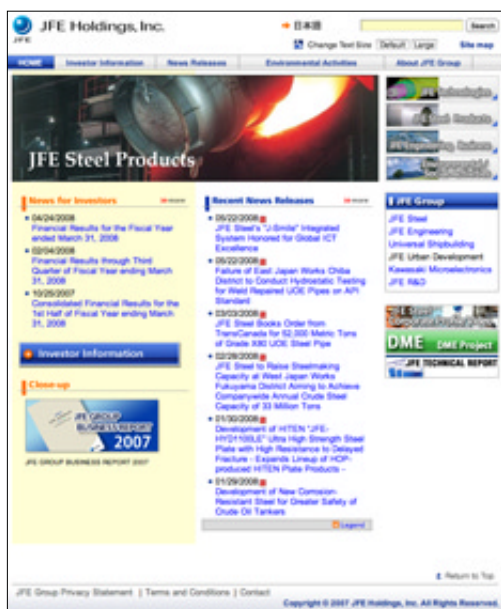 JFE Holdings, Inc.
JFE
日本語
Search
Change Text Size Default Large Site map
HOME Investor Information News Releases Environmental Activities About JFE Group
JFE Steel Products
JFE Technologies
JFE Steel Products
JFE Engineering Business
Environmental
News for Investors more
04/24/2008
Financial Results for the Fiscal Year
ended March 31, 2008
02/04/2008
Financial Results through Third
Quarter of Fiscal Year ending March
31, 2008
10/25/2007
Consolidated Financial Results for the
1st Half of Fiscal Year ending March
31, 2008
Investor Information
Close-up
JFE GROUP
BUSINESS REPORT
2007
JFE GROUP BUSINESS REPORT 2007
Recent News Releases more
05/22/2008
JFE Steel's "J-Smile" Integrated
System Honored for Global ICT
Excellence
05/22/2008
Failure of East Japan Works Chiba
District to Conduct Hydrostatic Testing
for Weld Repaired UOE Pipes on API
Standard
03/03/2008
JFE Steel Books Order from
TransCanada for 62,000 Metric Tons
of Grade X80 UOE Steel Pipe
02/28/2008
JFE Steel to Raise Steelmaking
Capacity at West Japan Works
Fukuyama District Aiming to Achieve
Companywide Annual Crude Steel
Capacity of 33 Million Tons
01/30/2008
Development of HITEN "JFE-
HYD1100LE" Ultra High Strength Steel
Plate with High Resistance to Delayed
Fracture - Expands Lineup of HOP-
produced HITEN Plate Products -
01/29/2008
Development of New Corrosion-
Resistant Steel for Greater Safety of
Crude Oil Tankers
Legend
JFE Group
JFE Steel
JFE Engineering
Universal Shipbuilding
JFE Urban Development
Kawasaki Microelectronics
JFE R&D
JFE Steel
DME DME Project
JFE TECHNICAL REPORT
Return to Top
JFE Group Privacy Statement | Terms and Conditions | Contact
Copyright © 2007 JFE Holdings, Inc. All Rights Reserved.